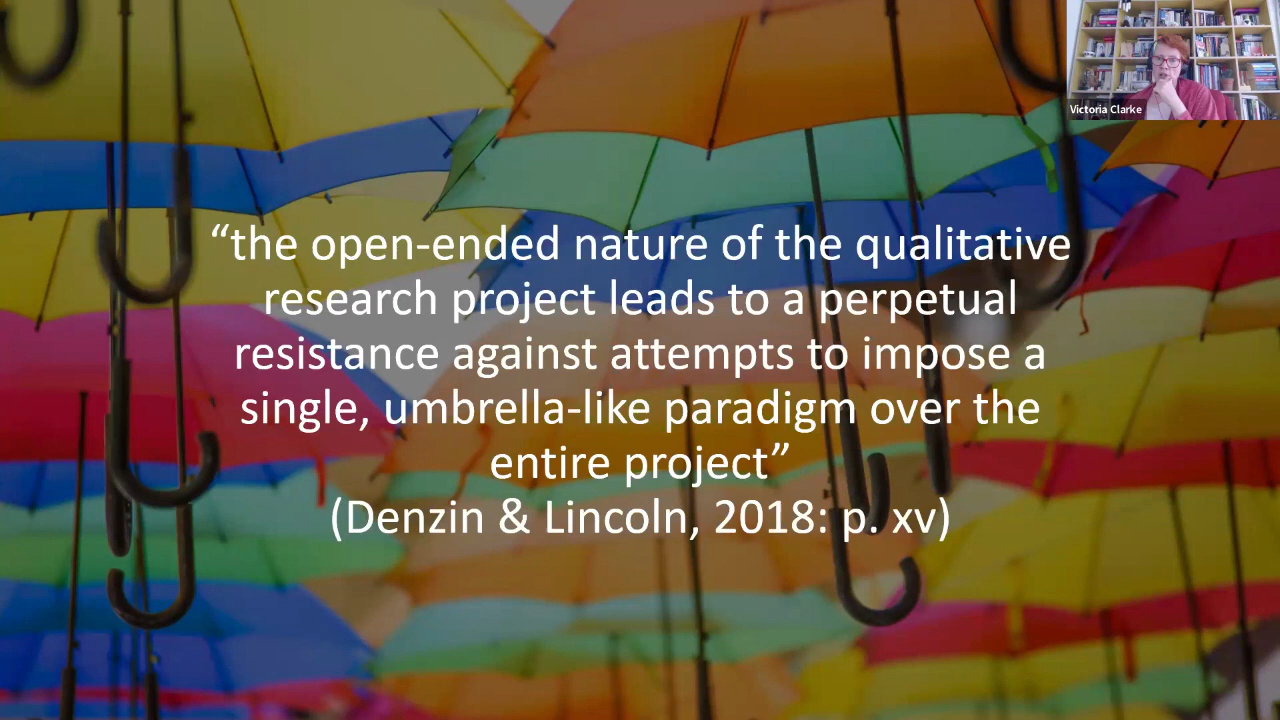 Victoria Clarke
“the open-ended nature of the qualitative
research project leads to a perpetual
resistance against attempts to impose a
single, umbrella-like paradigm over the
entire project”
(Denzin & Lincoln, 2018: p. xv)